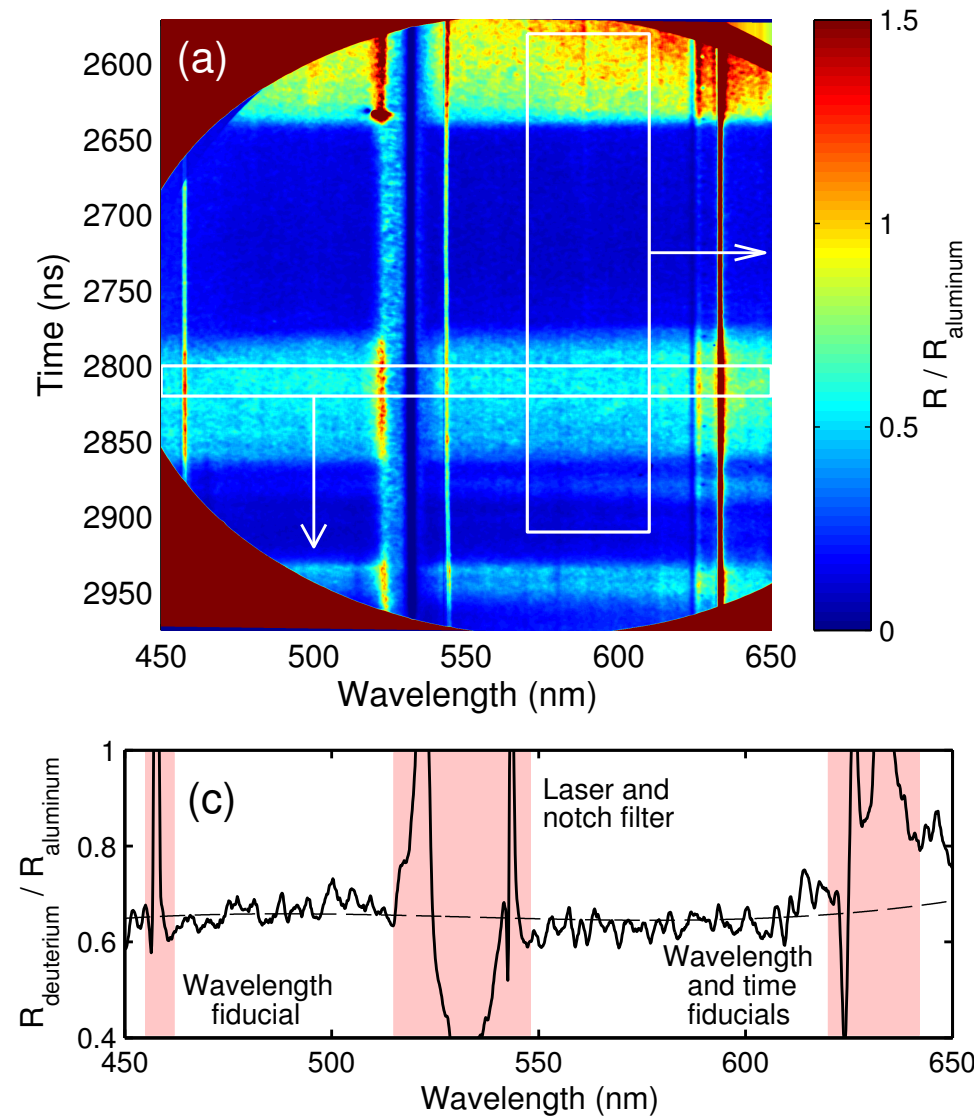 (a)
Time (ns)
2600
2650
2700
2750
2800
2850
2900
2950
450 500 550 600 650
Wavelength (nm)
1.5
1
0.5
0
R / R_aluminum
(c)
R_deuterium / R_aluminum
1
0.8
0.6
0.4
Laser and
notch filter
Wavelength
fiducial
Wavelength
and time
fiducials
450 500 550 600 650
Wavelength (nm)